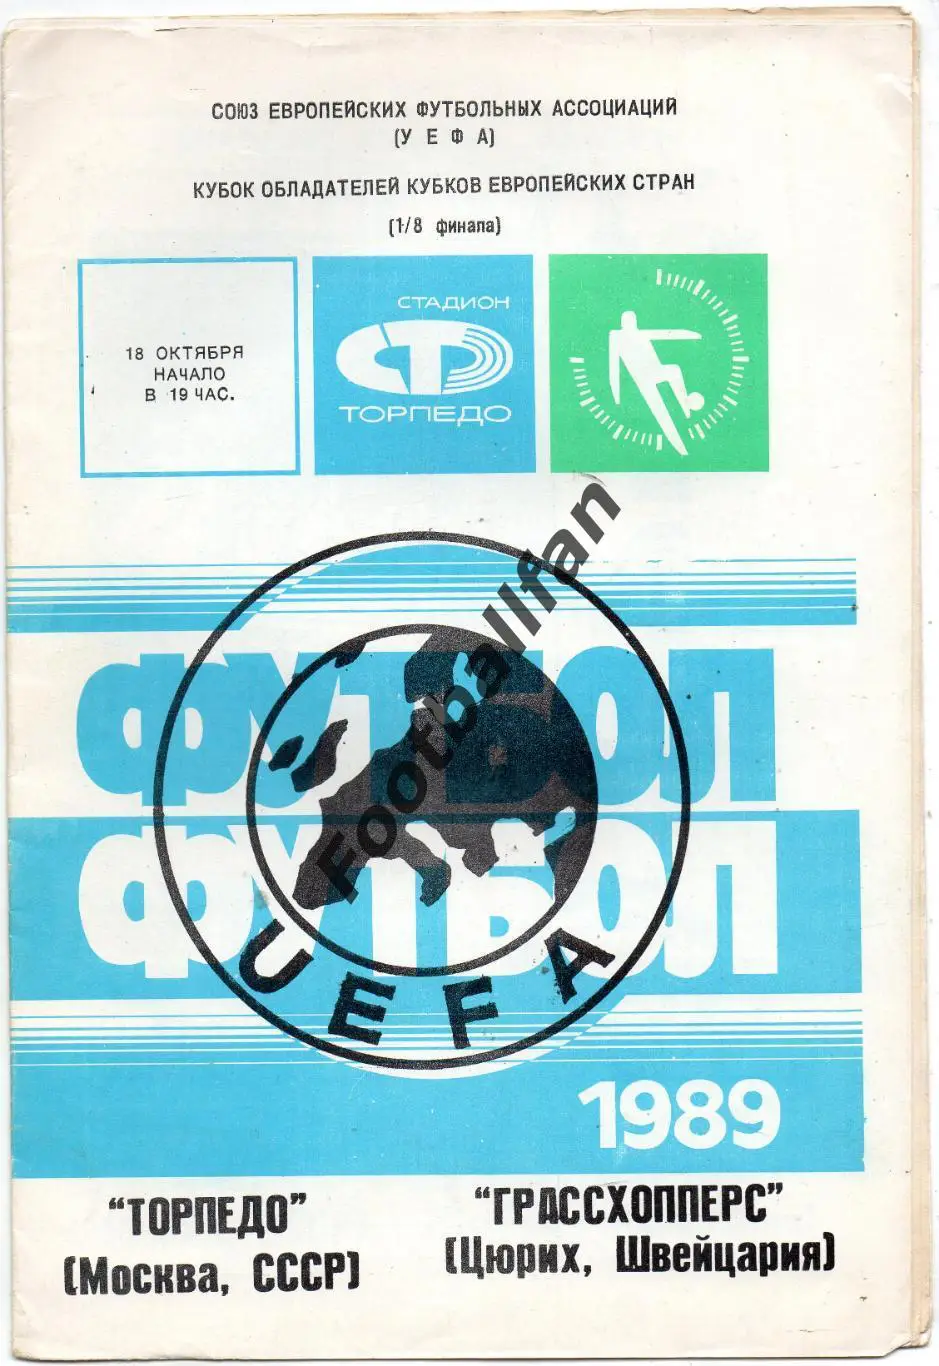 СОЮЗ ЕВРОПЕЙСКИХ ФУТБОЛЬНЫХ АССОЦИАЦИЙ
(У Е Ф А)
КУБОК ОБЛАДАТЕЛЕЙ КУБКОВ ЕВРОПЕЙСКИХ СТРАН
(1/8 финала)
18 ОКТЯБРЯ
НАЧАЛО
В 19 ЧАС.
СТАДИОН
ТОРПЕДО
Footballfan
ФУТБОЛ
ФУТБОЛ
UEFA
1989
"ТОРПЕДО"
(Москва, СССР)
"ГРАССХОППЕРС"
(Цюрих, Швейцария)